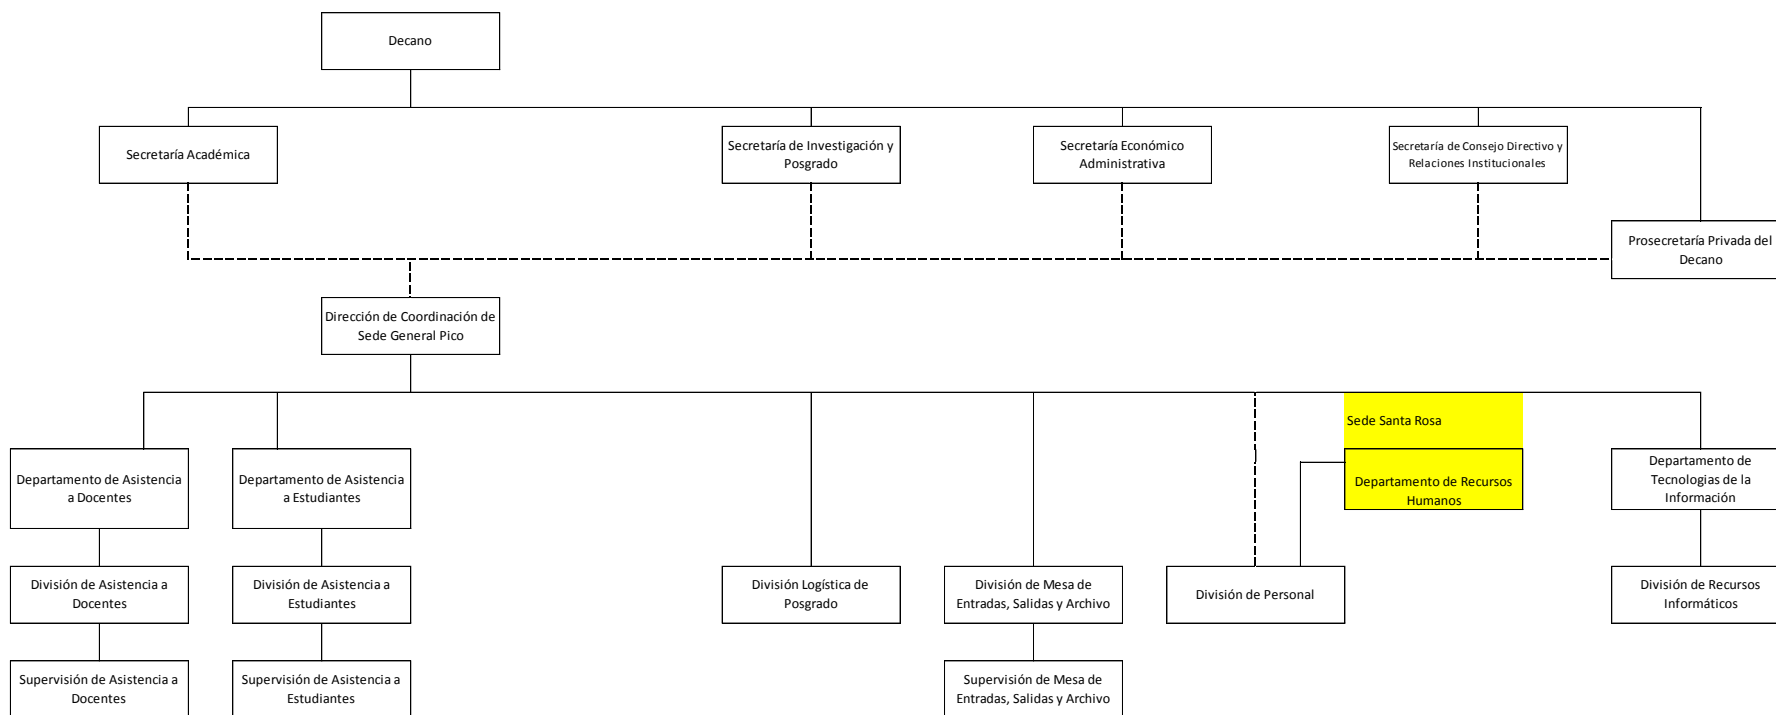 Decano
Secretaría Académica
Secretaría de Investigación y
Posgrado
Secretaría Económico
Administrativa
Secretaría de Consejo Directivo y
Relaciones Institucionales
Prosecretaría Privada del
Decano
Dirección de Coordinación de
Sede General Pico
Sede Santa Rosa
Departamento de Asistencia
a Docentes
Departamento de Asistencia
a Estudiantes
Departamento de Recursos
Humanos
Departamento de
Tecnologias de la
Información
División de Asistencia a
Docentes
División de Asistencia a
Estudiantes
División Logística de
Posgrado
División de Mesa de
Entradas, Salidas y Archivo
División de Personal
División de Recursos
Informáticos
Supervisión de Asistencia a
Docentes
Supervisión de Asistencia a
Estudiantes
Supervisión de Mesa de
Entradas, Salidas y Archivo